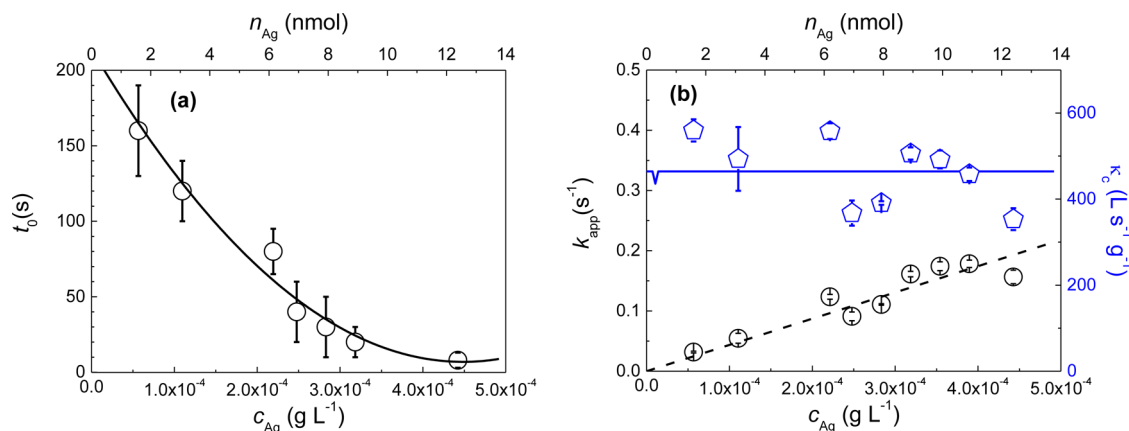 n_Ag (nmol)
0 2 4 6 8 10 12 14
(a)
200
150
100
50
0
t₀(s)
0.0 1.0x10⁻⁴ 2.0x10⁻⁴ 3.0x10⁻⁴ 4.0x10⁻⁴ 5.0x10⁻⁴
c_Ag (g L⁻¹)
n_Ag (nmol)
0 2 4 6 8 10 12 14
(b)
0.5
0.4
0.3
0.2
0.1
0.0
k_app(s⁻¹)
600
400
200
0
κ_c (L s⁻¹ g⁻¹)
0.0 1.0x10⁻⁴ 2.0x10⁻⁴ 3.0x10⁻⁴ 4.0x10⁻⁴ 5.0x10⁻⁴
c_Ag (g L⁻¹)